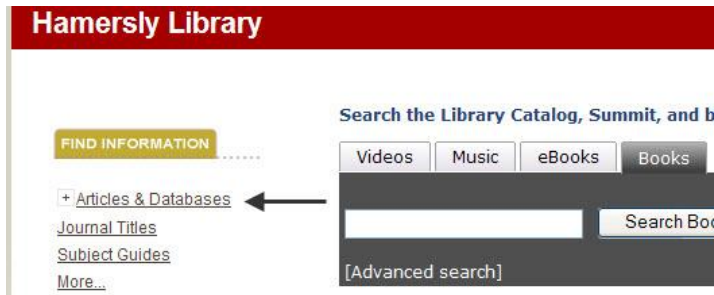 Hamersly Library
FIND INFORMATION
+ Articles & Databases
Journal Titles
Subject Guides
More...
Search the Library Catalog, Summit, and
Videos Music eBooks Books
Search
[Advanced search]